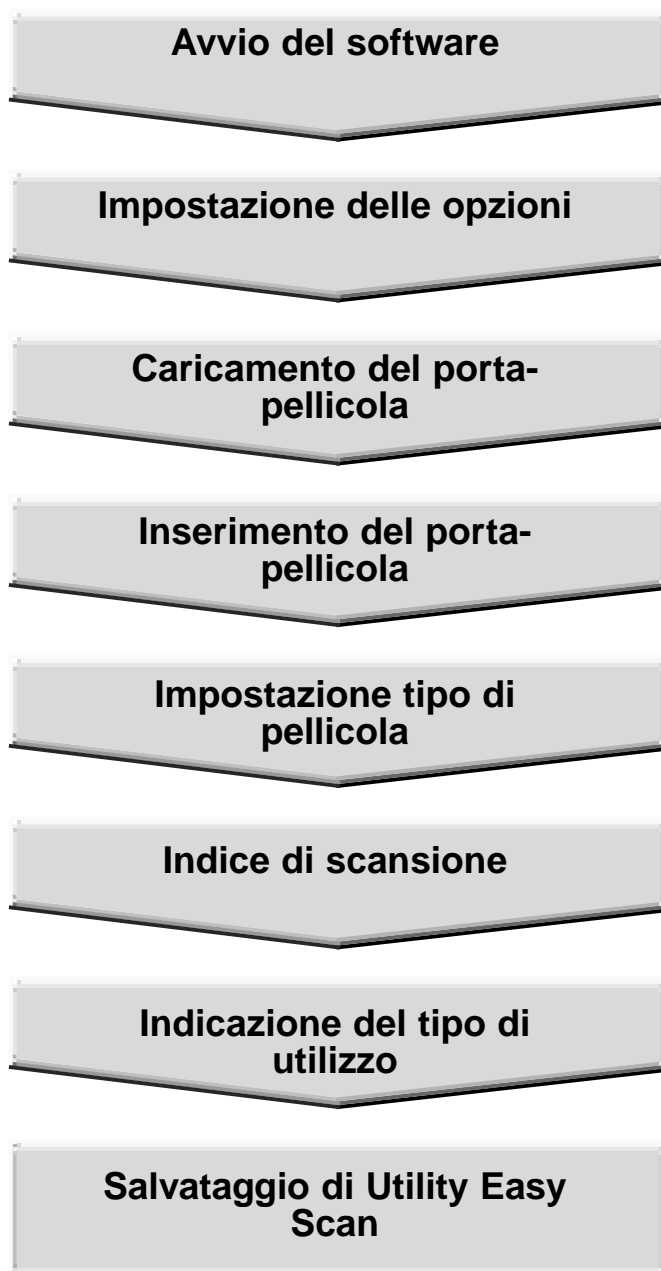 Avvio del software
Impostazione delle opzioni
Caricamento del porta-
pellicola
Inserimento del porta-
pellicola
Impostazione tipo di
pellicola
Indice di scansione
Indicazione del tipo di
utilizzo
Salvataggio di Utility Easy
Scan